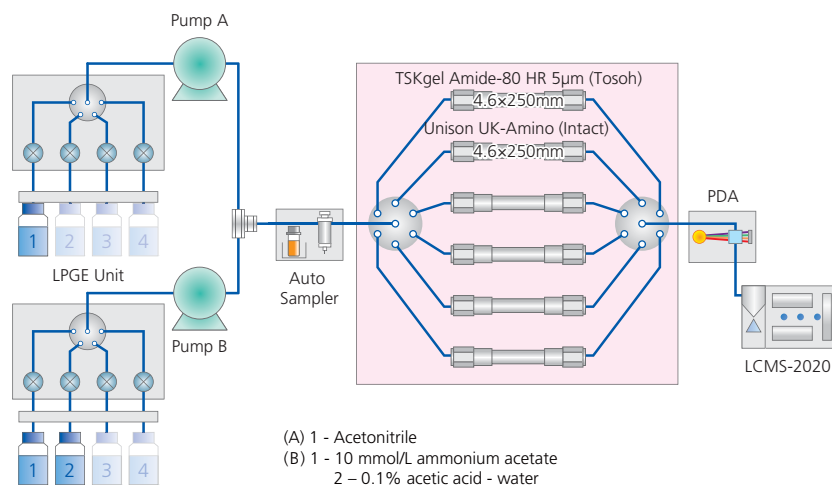 Pump A
TSKgel Amide-80 HR 5μm (Tosoh)
4.6×250mm
Unison UK-Amino (Intact)
4.6×250mm
PDA
1 2 3 4
LPGE Unit
Auto
Sampler
Pump B
LCMS-2020
1 2 3 4
(A) 1 - Acetonitrile
(B) 1 - 10 mmol/L ammonium acetate
2 – 0.1% acetic acid - water